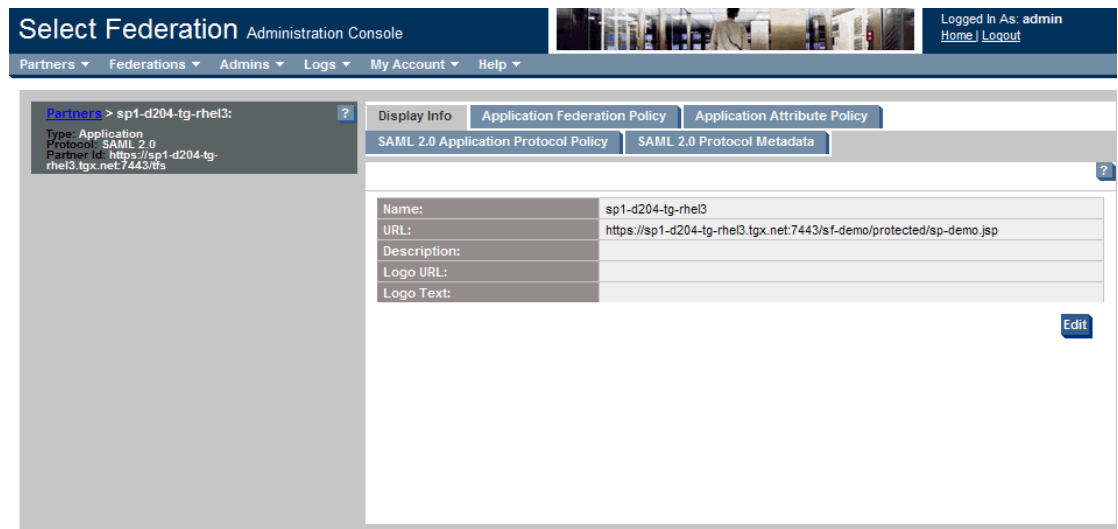 Select Federation Administration Console
Logged In As: admin
Home | Logout
Partners Federations Admins Logs My Account Help
Partners > sp1-d204-tg-rhel3: ?
Type: Application
Protocol: SAML 2.0
Partner Id: https://sp1-d204-tg-
rhel3.tgx.net:7443/tfs
Display Info Application Federation Policy Application Attribute Policy
SAML 2.0 Application Protocol Policy SAML 2.0 Protocol Metadata
?
Name: sp1-d204-tg-rhel3
URL: https://sp1-d204-tg-rhel3.tgx.net:7443/sf-demo/protected/sp-demo.jsp
Description:
Logo URL:
Logo Text:
Edit